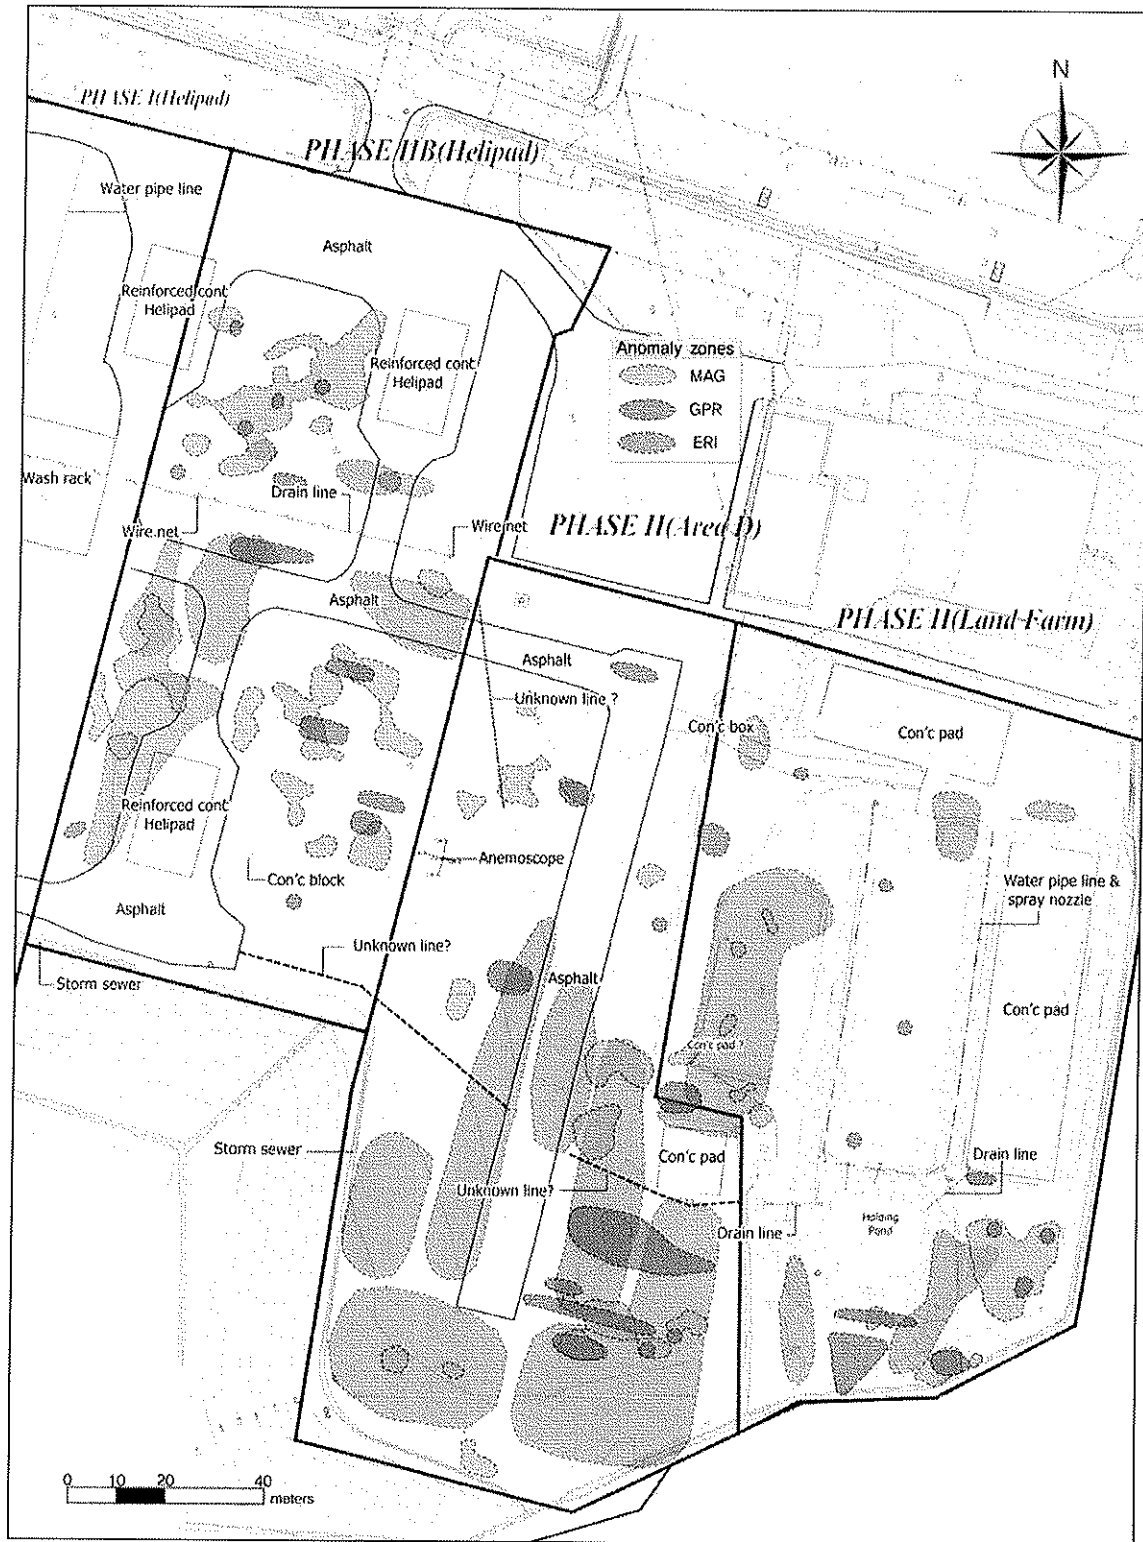 PHASE I(Helipad)
N
PHASE IIB(Helipad)
Water pipe line
Asphalt
Reinforced cont
Helipad
Anomaly zones
MAG
GPR
ERI
Reinforced cont
Helipad
Wash rack
Drain line
Wire net
Wire net
PHASE II(Area D)
Asphalt
PHASE II(Land Farm)
Asphalt
Unknown line ?
Con'c box
Con'c pad
Reinforced cont
Helipad
Anemoscope
Con'c block
Water pipe line &
spray nozzle
Asphalt
Unknown line?
Storm sewer
Asphalt
Con'c pad
Con'c pad ?
Storm sewer
Con'c pad
Drain line
Unknown line?
Holding
Pond
Drain line
0 10 20 40
meters